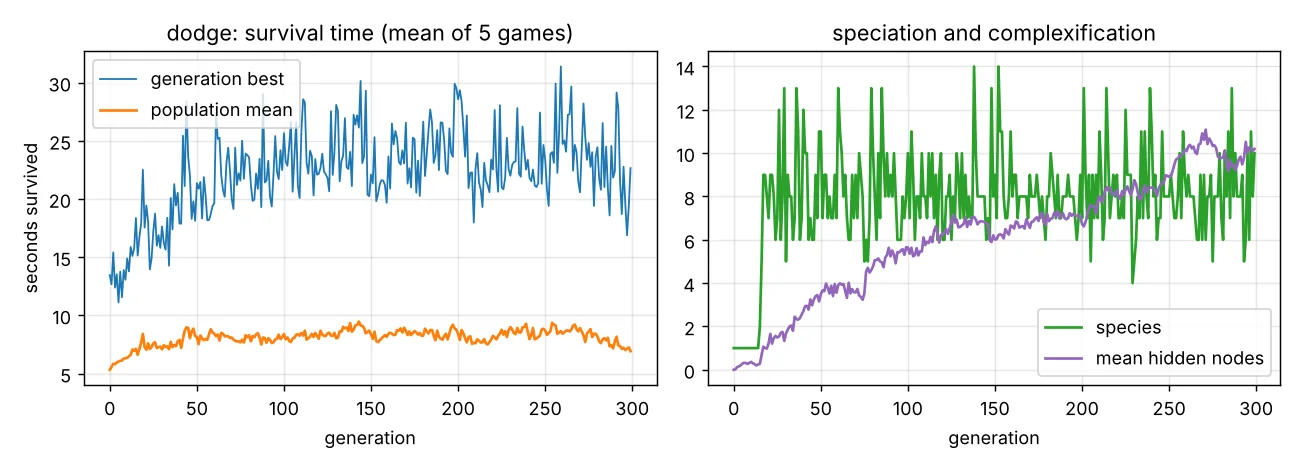 dodge: survival time (mean of 5 games)
seconds survived
30
25
20
15
10
5
generation best
population mean
0 50 100 150 200 250 300
generation
speciation and complexification
14
12
10
8
6
4
2
0
species
mean hidden nodes
0 50 100 150 200 250 300
generation